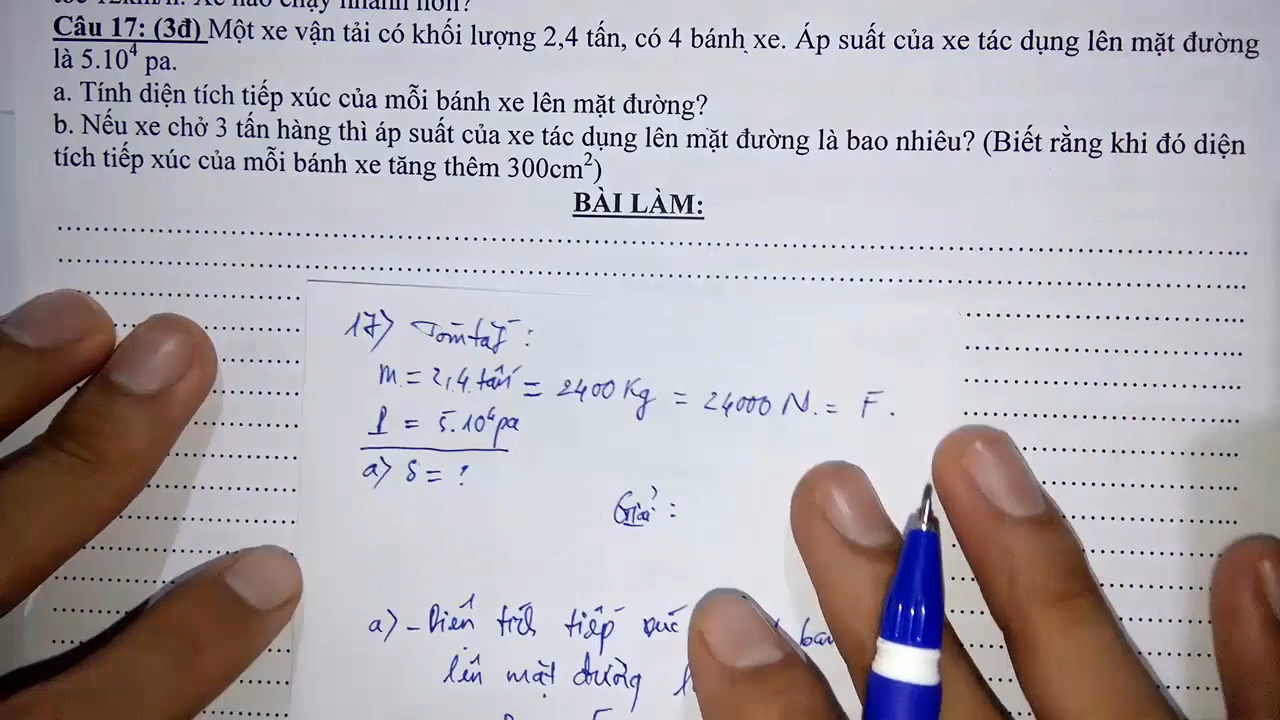 chạy nhanh hơn?
Câu 17: (3đ) Một xe vận tải có khối lượng 2,4 tấn, có 4 bánh xe. Áp suất của xe tác dụng lên mặt đường
là 5.10⁴ pa.
a. Tính diện tích tiếp xúc của mỗi bánh xe lên mặt đường?
b. Nếu xe chở 3 tấn hàng thì áp suất của xe tác dụng lên mặt đường là bao nhiêu? (Biết rằng khi đó diện
tích tiếp xúc của mỗi bánh xe tăng thêm 300cm²)
BÀI LÀM:
17) Tóm tắt:
m = 2,4 tấn = 2400 Kg = 24000 N. = F.
P = 5.10⁴ pa
a) S = ?
Giải:
a) - Diện tích tiếp xúc
lên mặt đường